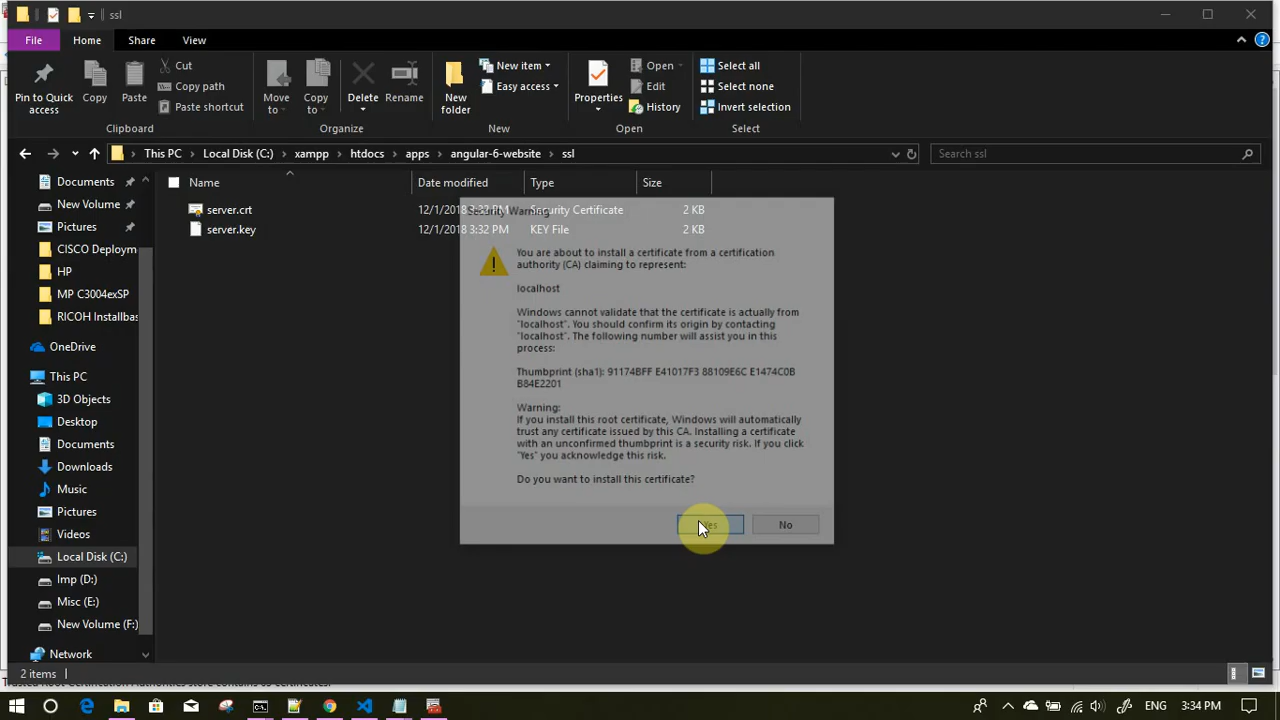 ssl
File
Home
Share
View
Pin to Quick
access
Copy
Paste
Cut
Copy path
Paste shortcut
Clipboard
Move
to
Copy
to
Delete
Rename
Organize
New
folder
New item
Easy access
New
Properties
Open
Edit
History
Open
Select all
Select none
Invert selection
Select
This PC
Local Disk (C:)
xampp
htdocs
apps
angular-6-website
ssl
Search ssl
Name
Date modified
Type
Size
server.crt
12/1/2018 3:32 PM
Security Certificate
2 KB
server.key
12/1/2018 3:32 PM
KEY File
2 KB
Documents
New Volume
Pictures
CISCO Deploym
HP
MP C3004exSP
RICOH Installbas
OneDrive
This PC
3D Objects
Desktop
Documents
Downloads
Music
Pictures
Videos
Local Disk (C:)
Imp (D:)
Misc (E:)
New Volume (F:)
Network
Security Warning
You are about to install a certificate from a certification
authority (CA) claiming to represent:
localhost
Windows cannot validate that the certificate is actually from
"localhost". You should confirm its origin by contacting
"localhost". The following number will assist you in this
process:
Thumbprint (sha1): 91174BFF E41017F3 88109E6C E1474C0B
B84E2201
Warning:
If you install this root certificate, Windows will automatically
trust any certificate issued by this CA. Installing a certificate
with an unconfirmed thumbprint is a security risk. If you click
"Yes" you acknowledge this risk.
Do you want to install this certificate?
Yes
No
2 items
ENG
3:34 PM